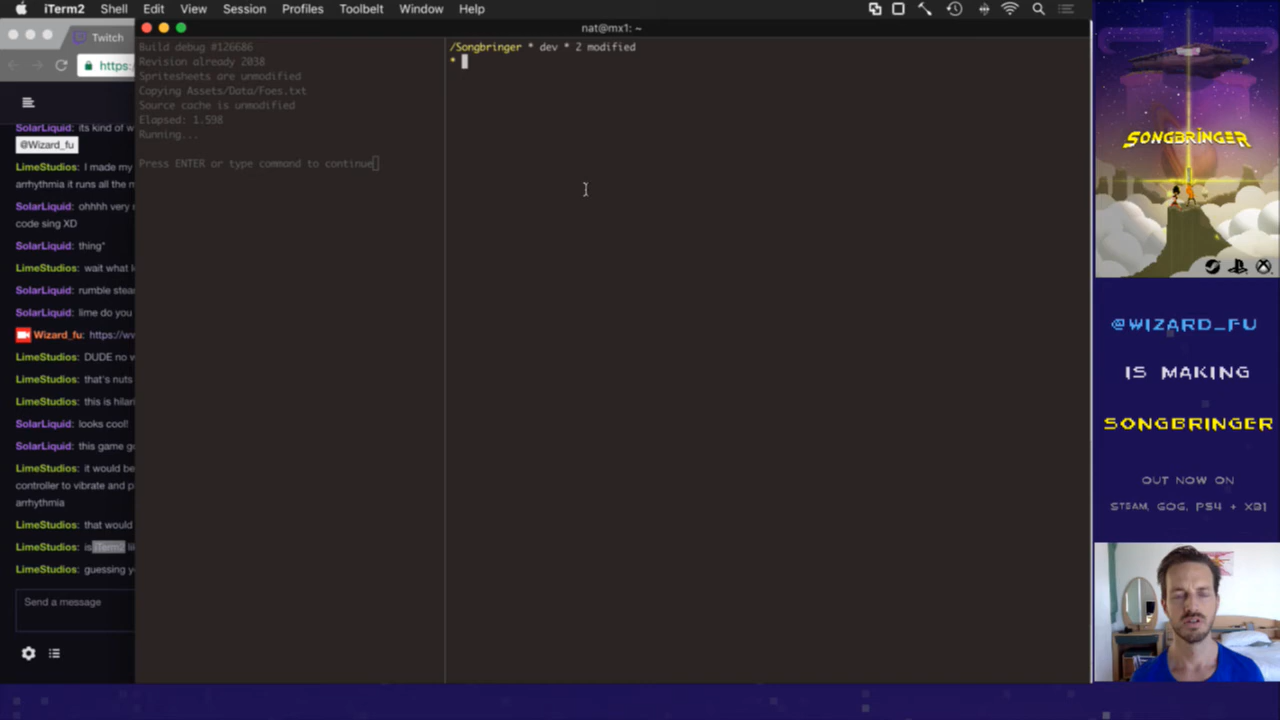 iTerm2 Shell Edit View Session Profiles Toolbelt Window Help
nat@mx1: ~
Twitch
https:
SolarLiquid: its kind of w
@Wizard_fu
LimeStudios: I made my
arrhythmia it runs all the m
SolarLiquid: ohhhh very
code sing XD
SolarLiquid: thing*
LimeStudios: wait what
SolarLiquid: rumble stea
SolarLiquid: lime do you
Wizard_fu: https://w
LimeStudios: DUDE no w
LimeStudios: that's nuts
LimeStudios: this is hilar
SolarLiquid: looks cool!
SolarLiquid: this game g
LimeStudios: it would be
controller to vibrate and p
arrhythmia
LimeStudios: that would
LimeStudios: is iTerm2 li
LimeStudios: guessing y
Send a message
Build debug #126686
Revision already 2038
Spritesheets are unmodified
Copying Assets/Data/Foes.txt
Source cache is unmodified
Elapsed: 1.598
Running...
Press ENTER or type command to continue
/Songbringer * dev * 2 modified
*
SONGBRINGER
@WIZARD_FU
IS MAKING
SONGBRINGER
OUT NOW ON
STEAM, GOG, PS4 + XB1